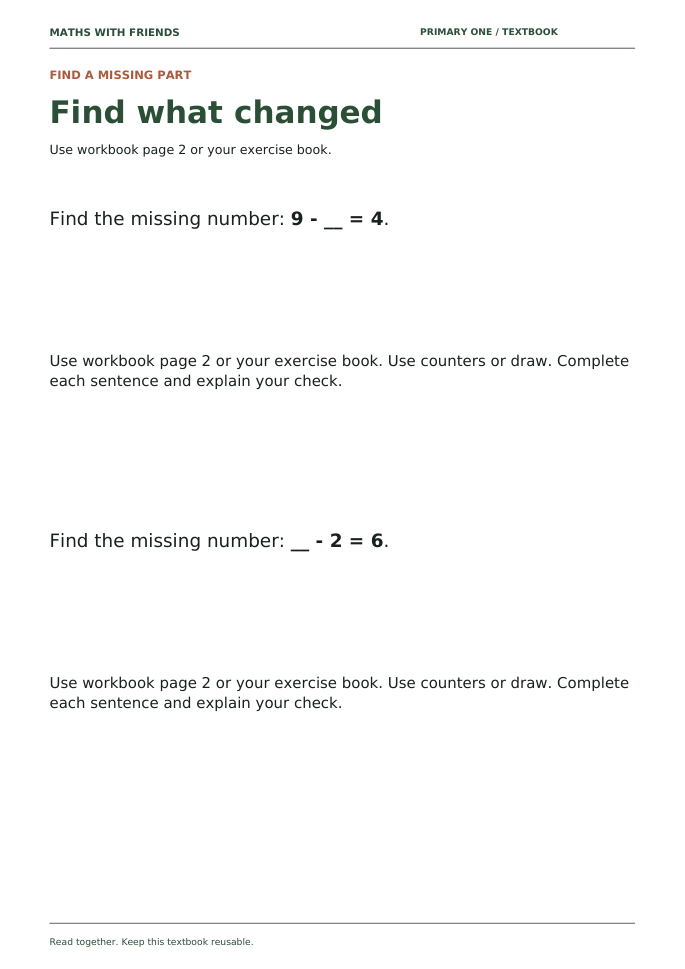 MATHS WITH FRIENDS
PRIMARY ONE / TEXTBOOK
FIND A MISSING PART
Find what changed
Use workbook page 2 or your exercise book.
Find the missing number: 9 - __ = 4.
Use workbook page 2 or your exercise book. Use counters or draw. Complete
each sentence and explain your check.
Find the missing number: __ - 2 = 6.
Use workbook page 2 or your exercise book. Use counters or draw. Complete
each sentence and explain your check.
Read together. Keep this textbook reusable.